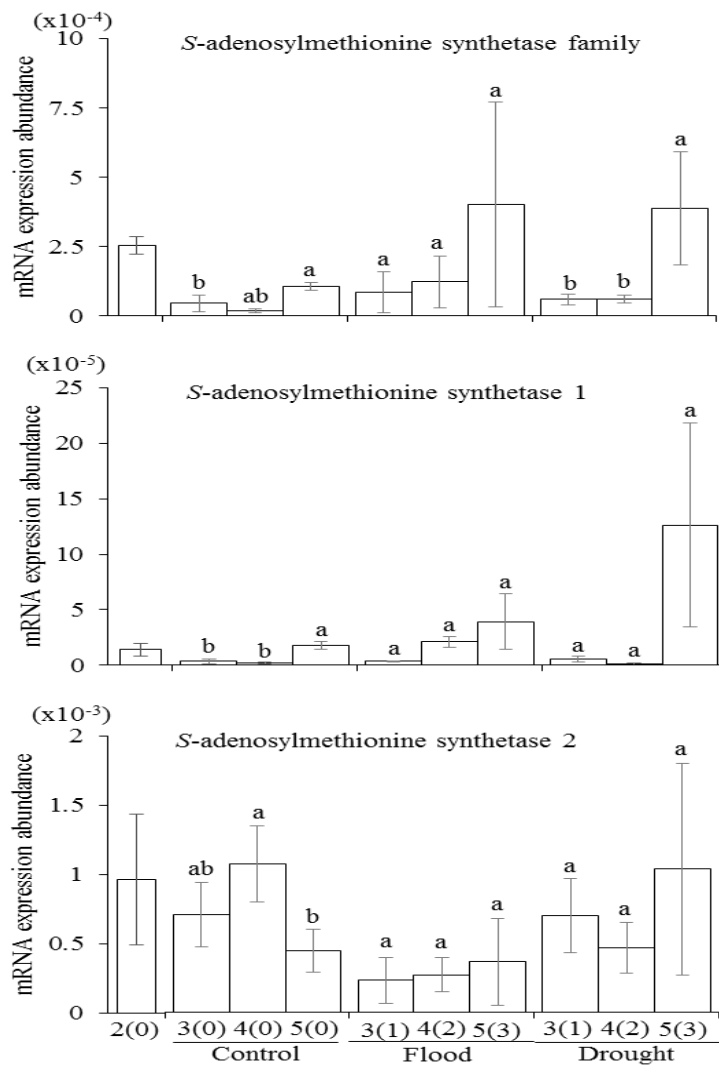 (x10-4)
S-adenosylmethionine synthetase family
10
7.5
5
2.5
0
mRNA expression abundance
b
ab
a
a
a
a
b
b
a
(x10-5)
S-adenosylmethionine synthetase 1
25
20
15
10
5
0
mRNA expression abundance
b
b
a
a
a
a
a
a
a
(x10-3)
S-adenosylmethionine synthetase 2
2
1.5
1
0.5
0
mRNA expression abundance
ab
a
b
a
a
a
a
a
a
2(0) 3(0) 4(0) 5(0) 3(1) 4(2) 5(3) 3(1) 4(2) 5(3)
Control Flood Drought